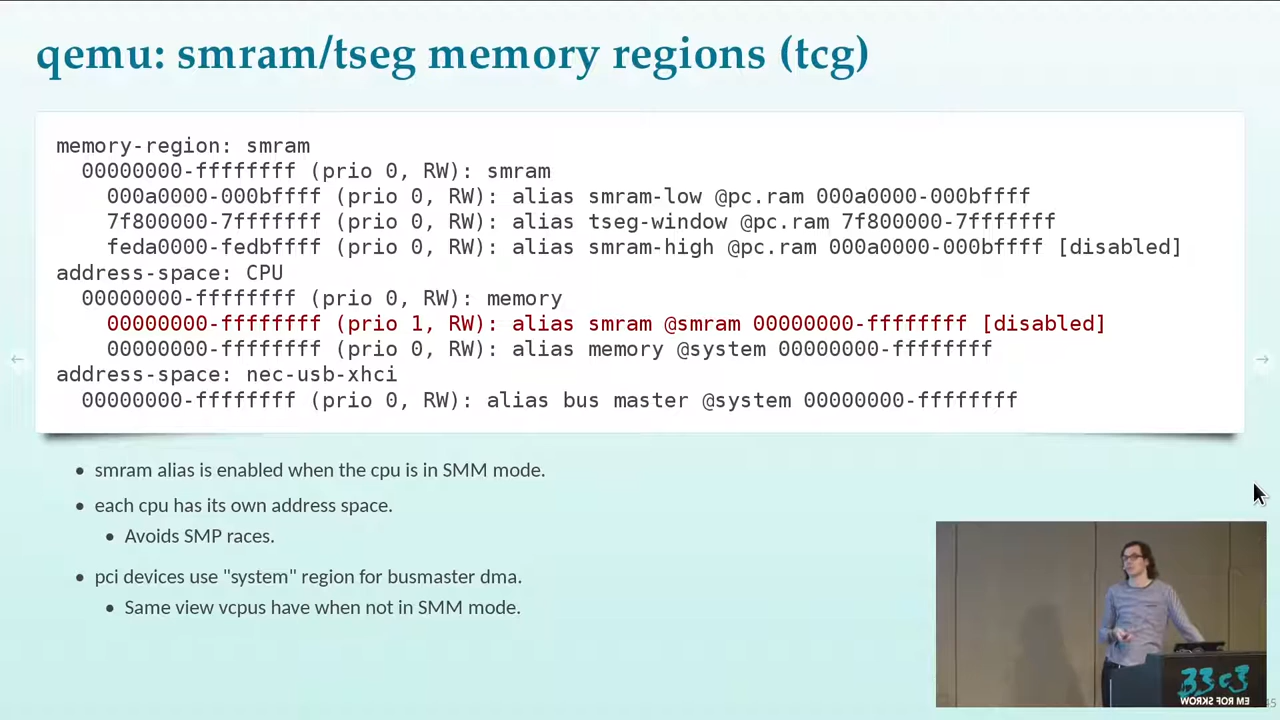 qemu: smram/tseg memory regions (tcg)
memory-region: smram
00000000-ffffffff (prio 0, RW): smram
000a0000-000bffff (prio 0, RW): alias smram-low @pc.ram 000a0000-000bffff
7f800000-7fffffff (prio 0, RW): alias tseg-window @pc.ram 7f800000-7fffffff
feda0000-fedbffff (prio 0, RW): alias smram-high @pc.ram 000a0000-000bffff [disabled]
address-space: CPU
00000000-ffffffff (prio 0, RW): memory
00000000-ffffffff (prio 1, RW): alias smram @smram 00000000-ffffffff [disabled]
00000000-ffffffff (prio 0, RW): alias memory @system 00000000-ffffffff
address-space: nec-usb-xhci
00000000-ffffffff (prio 0, RW): alias bus master @system 00000000-ffffffff
← →
• smram alias is enabled when the cpu is in SMM mode.
• each cpu has its own address space.
• Avoids SMP races.
• pci devices use "system" region for busmaster dma.
• Same view vcpus have when not in SMM mode.
33c3
WORKS FOR ME